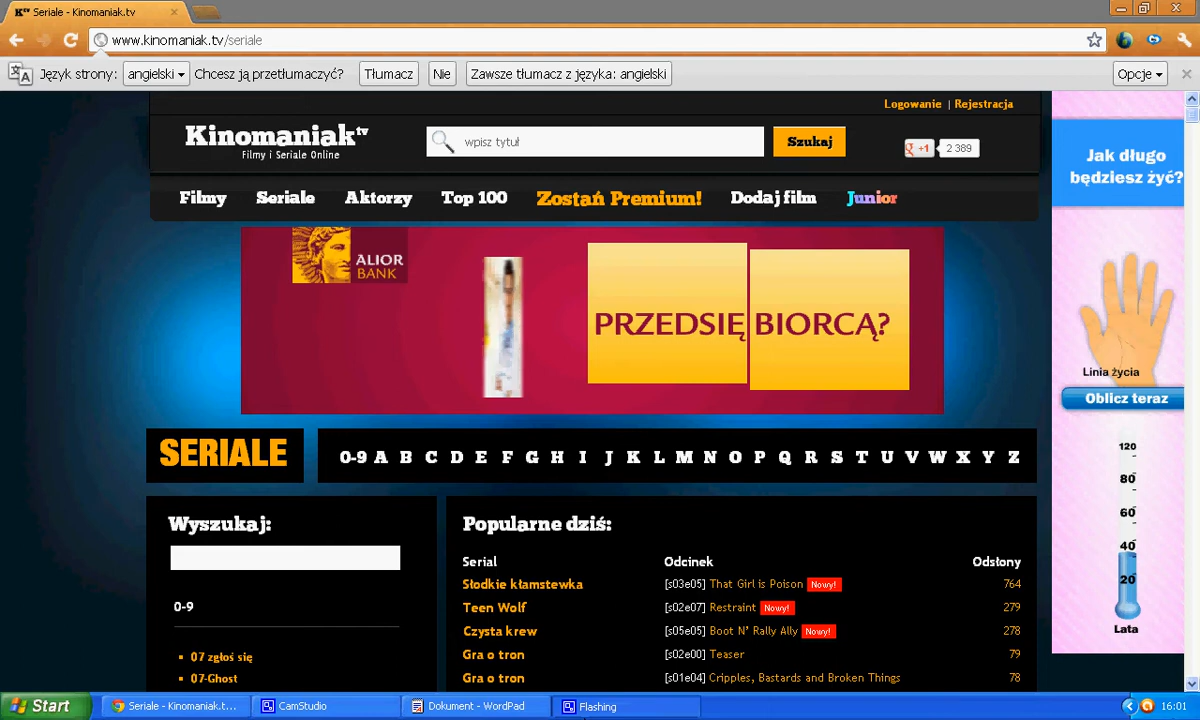 Seriale - Kinomaniak.tv
www.kinomaniak.tv/seriale
Język strony: angielski Chcesz ją przetłumaczyć? Tłumacz Nie Zawsze tłumacz z języka: angielski Opcje
Logowanie | Rejestracja
Kinomaniak tv
Filmy i Seriale Online
wpisz tytuł
Szukaj
g +1 2 389
Filmy Seriale Aktorzy Top 100 Zostań Premium! Dodaj film Junior
ALIOR
BANK
PRZEDSIĘBIORCĄ?
Jak długo
będziesz żyć?
Linia życia
Oblicz teraz
120
80
60
40
20
Lata
SERIALE
0-9 A B C D E F G H I J K L M N O P Q R S T U V W X Y Z
Wyszukaj:
0-9
07 zgłoś się
07-Ghost
Popularne dziś:
Serial Odcinek Odsłony
Słodkie kłamstewka [s03e05] That Girl is Poison Nowy! 764
Teen Wolf [s02e07] Restraint Nowy! 279
Czysta krew [s05e05] Boot N' Rally Ally Nowy! 278
Gra o tron [s02e00] Teaser 79
Gra o tron [s01e04] Cripples, Bastards and Broken Things 78
Start Seriale - Kinomaniak.t... CamStudio Dokument - WordPad Flashing 16:01